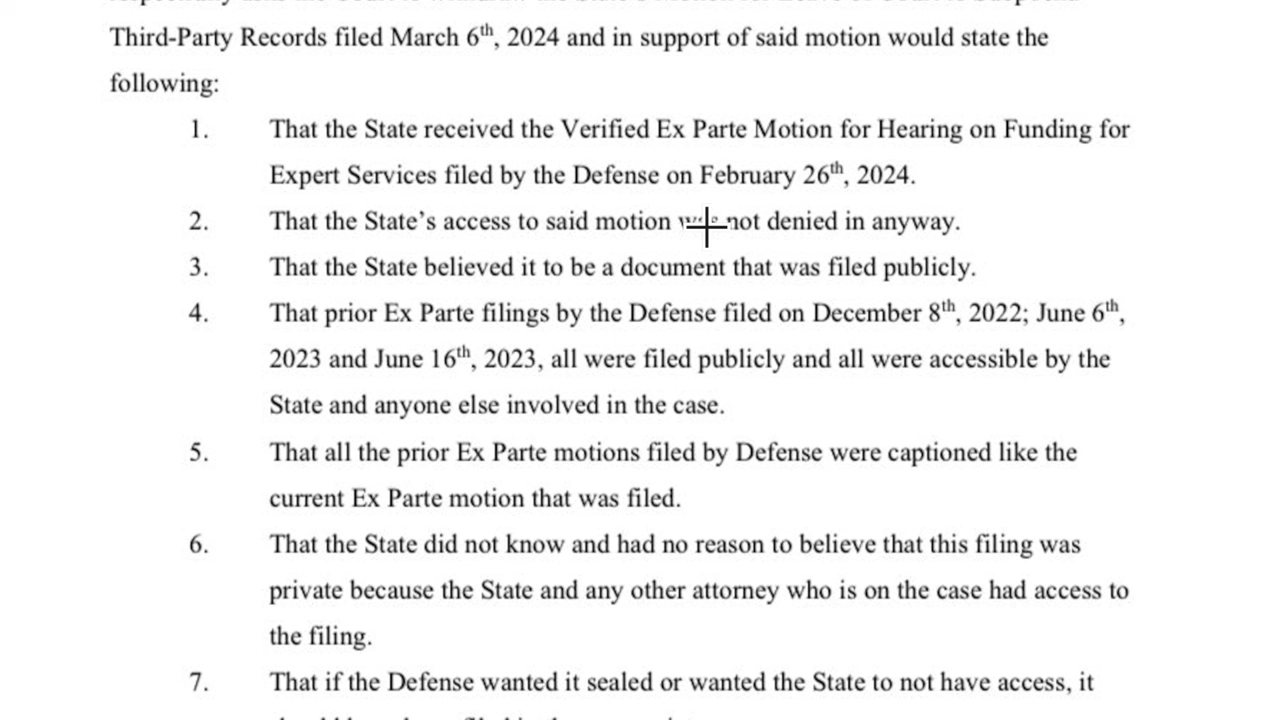 Third-Party Records filed March 6th, 2024 and in support of said motion would state the
following:
1. That the State received the Verified Ex Parte Motion for Hearing on Funding for
Expert Services filed by the Defense on February 26th, 2024.
2. That the State’s access to said motion not denied in anyway.
3. That the State believed it to be a document that was filed publicly.
4. That prior Ex Parte filings by the Defense filed on December 8th, 2022; June 6th,
2023 and June 16th, 2023, all were filed publicly and all were accessible by the
State and anyone else involved in the case.
5. That all the prior Ex Parte motions filed by Defense were captioned like the
current Ex Parte motion that was filed.
6. That the State did not know and had no reason to believe that this filing was
private because the State and any other attorney who is on the case had access to
the filing.
7. That if the Defense wanted it sealed or wanted the State to not have access, it